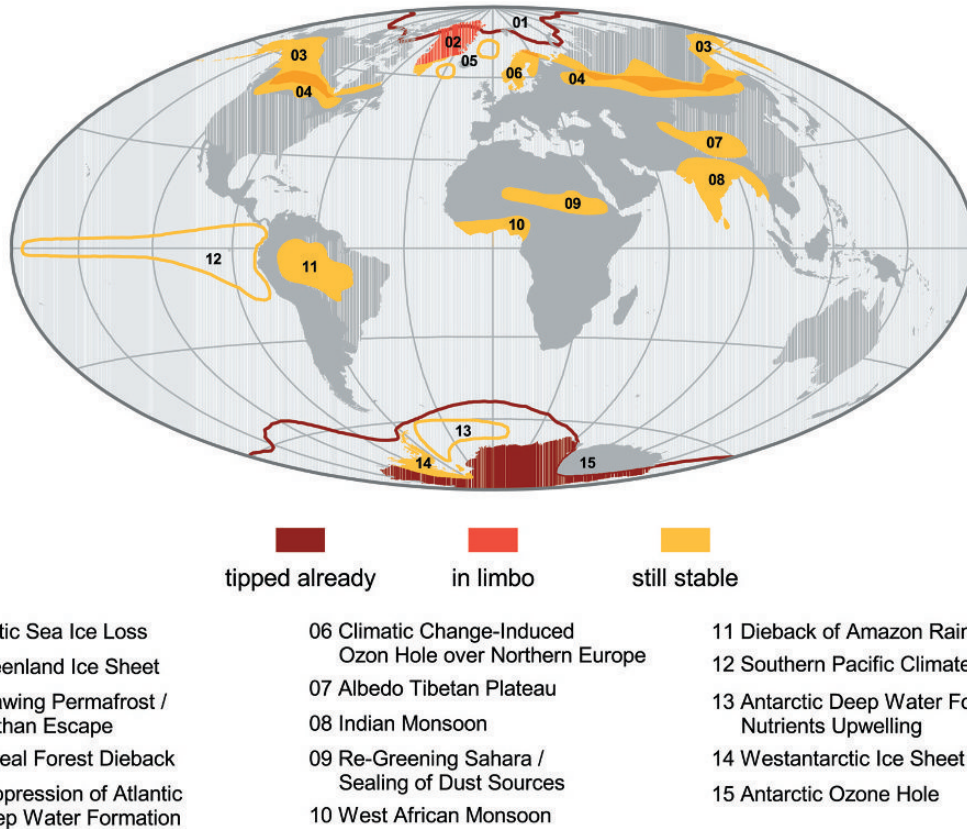 01
02
03
03
04
04
05
06
07
08
09
10
11
12
13
14
15
tipped already
in limbo
still stable
tic Sea Ice Loss
eenland Ice Sheet
awing Permafrost /
than Escape
eal Forest Dieback
ppression of Atlantic
ep Water Formation
06 Climatic Change-Induced
Ozon Hole over Northern Europe
07 Albedo Tibetan Plateau
08 Indian Monsoon
09 Re-Greening Sahara /
Sealing of Dust Sources
10 West African Monsoon
11 Dieback of Amazon Rain
12 Southern Pacific Climate
13 Antarctic Deep Water Fo
Nutrients Upwelling
14 Westantarctic Ice Sheet
15 Antarctic Ozone Hole